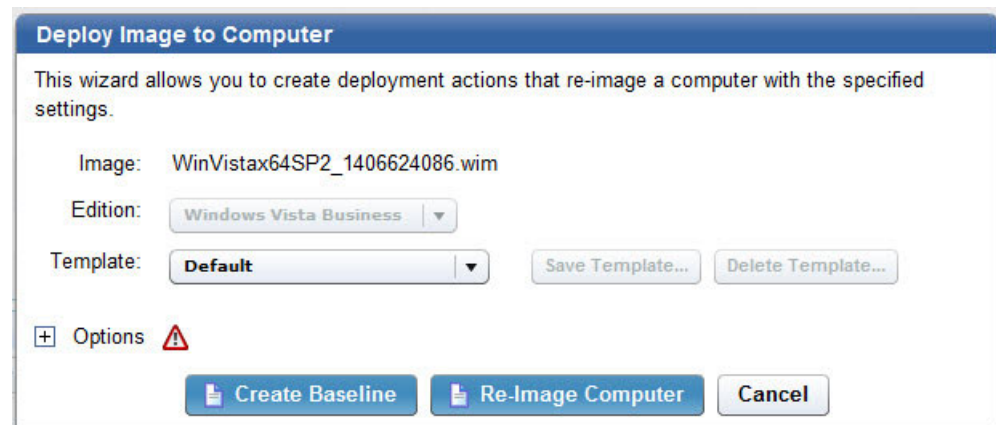 Deploy Image to Computer
This wizard allows you to create deployment actions that re-image a computer with the specified
settings.
Image: WinVistax64SP2_1406624086.wim
Edition: Windows Vista Business
Template: Default Save Template... Delete Template...
Options
Create Baseline Re-Image Computer Cancel